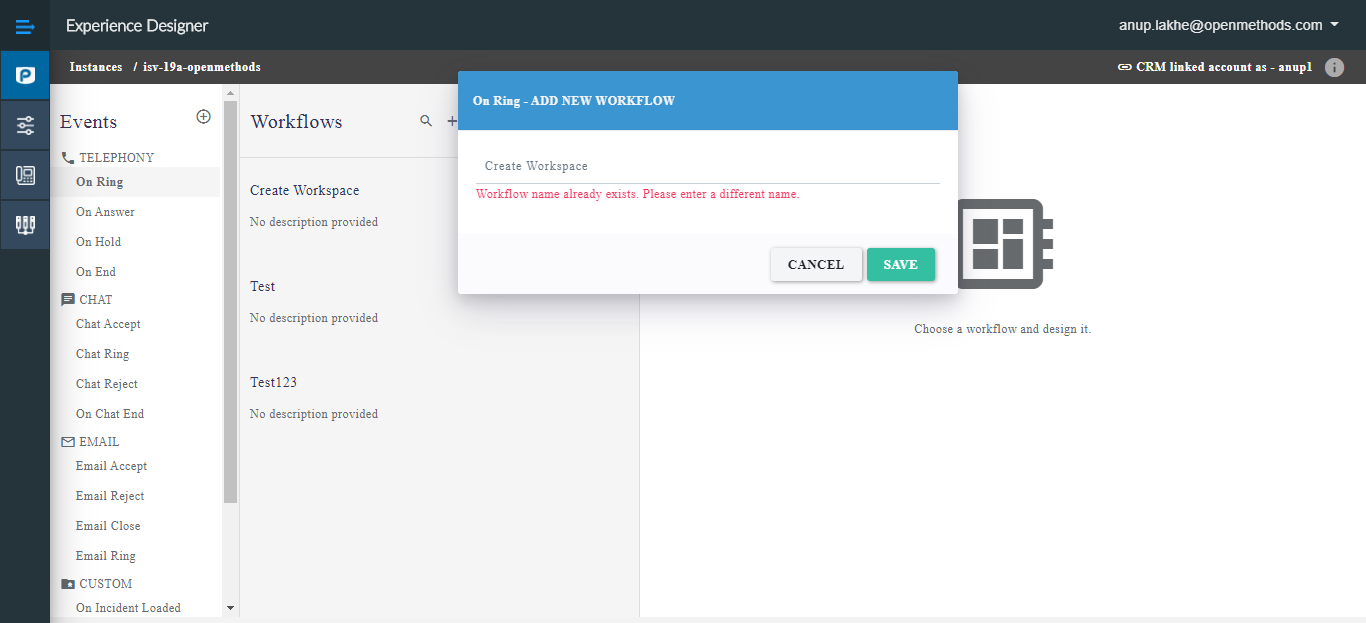 Experience Designer
anup.lakhe@openmethods.com
Instances / isv-19a-openmethods
CRM linked account as - anup1
Events
TELEPHONY
On Ring
On Answer
On Hold
On End
CHAT
Chat Accept
Chat Ring
Chat Reject
On Chat End
EMAIL
Email Accept
Email Reject
Email Close
Email Ring
CUSTOM
On Incident Loaded
Workflows
Create Workspace
No description provided
Test
No description provided
Test123
No description provided
On Ring - ADD NEW WORKFLOW
Create Workspace
Workflow name already exists. Please enter a different name.
CANCEL
SAVE
Choose a workflow and design it.